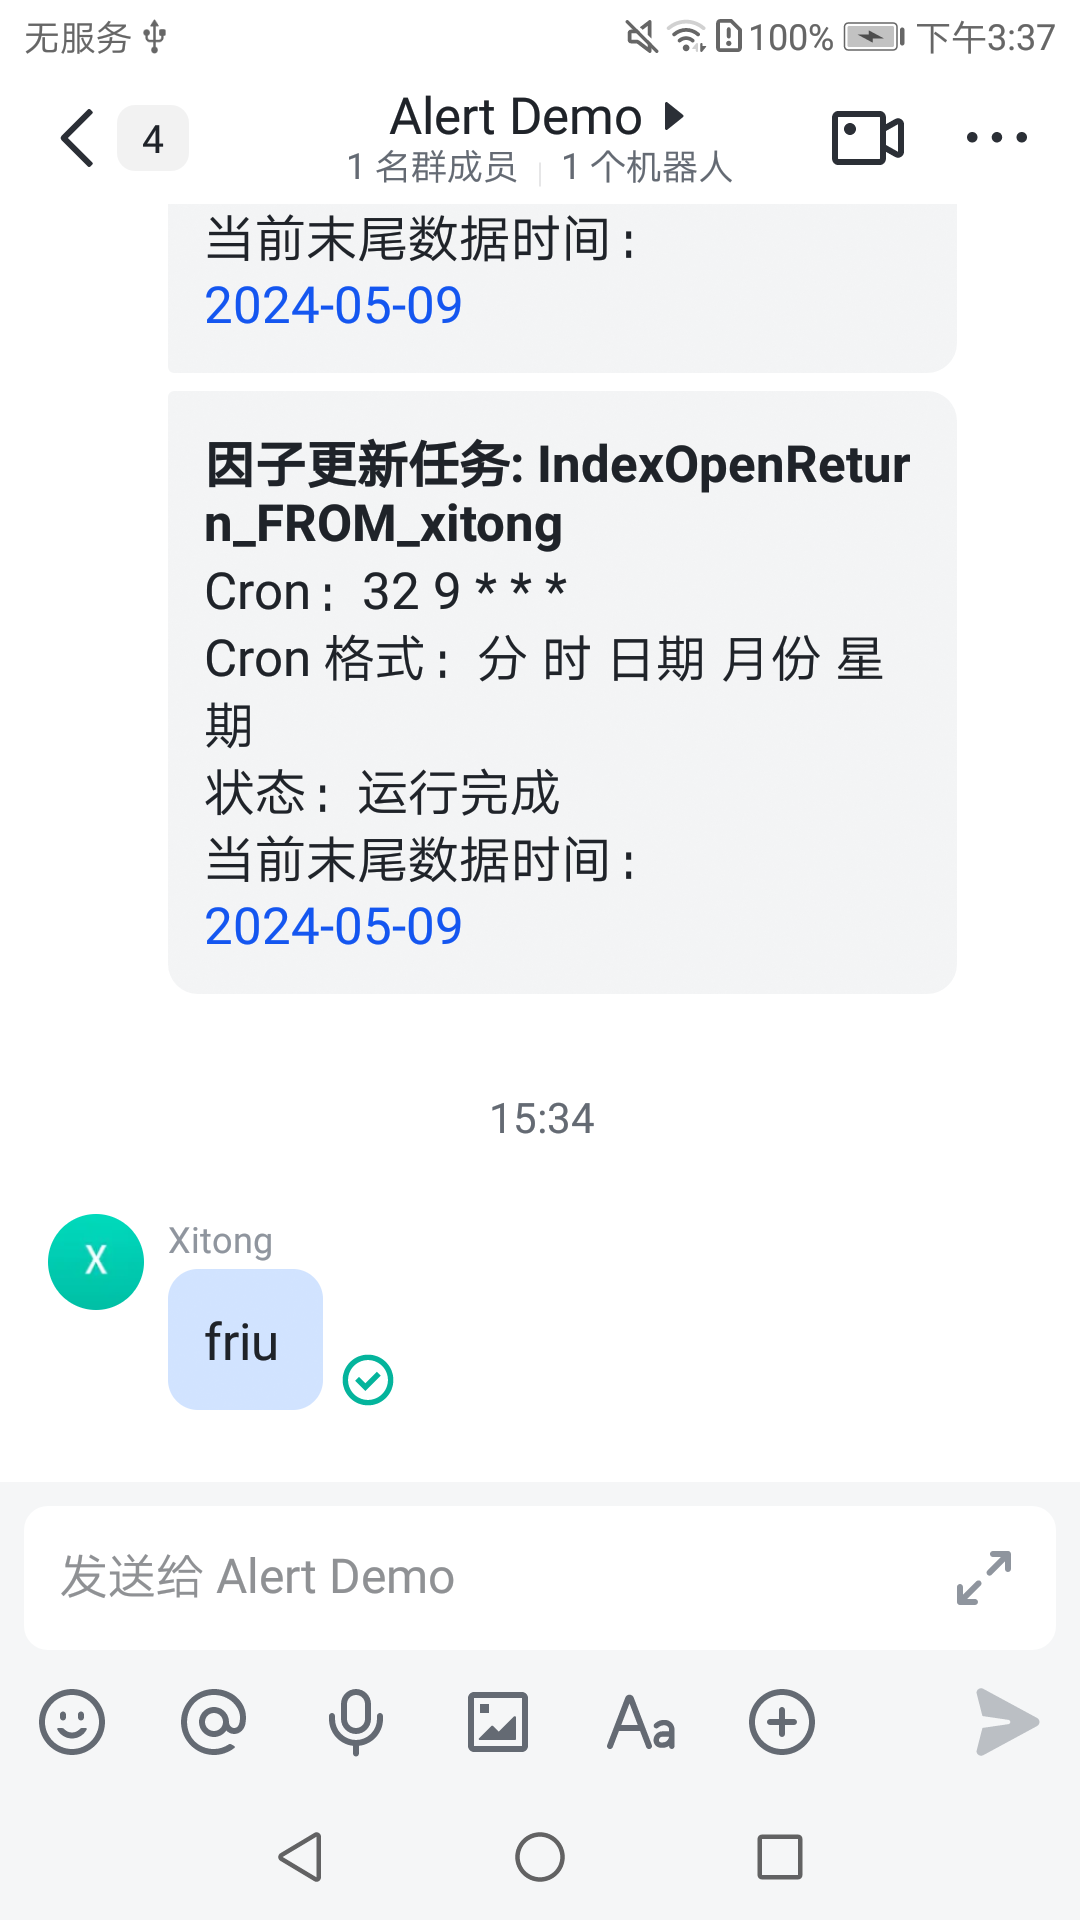 无服务 100% 下午3:37
4 Alert Demo
1 名群成员 1 个机器人
当前末尾数据时间：
2024-05-09
因子更新任务: IndexOpenRetur
n_FROM_xitong
Cron：32 9 * * *
Cron 格式：分 时 日期 月份 星
期
状态：运行完成
当前末尾数据时间：
2024-05-09
15:34
X Xitong
friu
发送给 Alert Demo
Aa